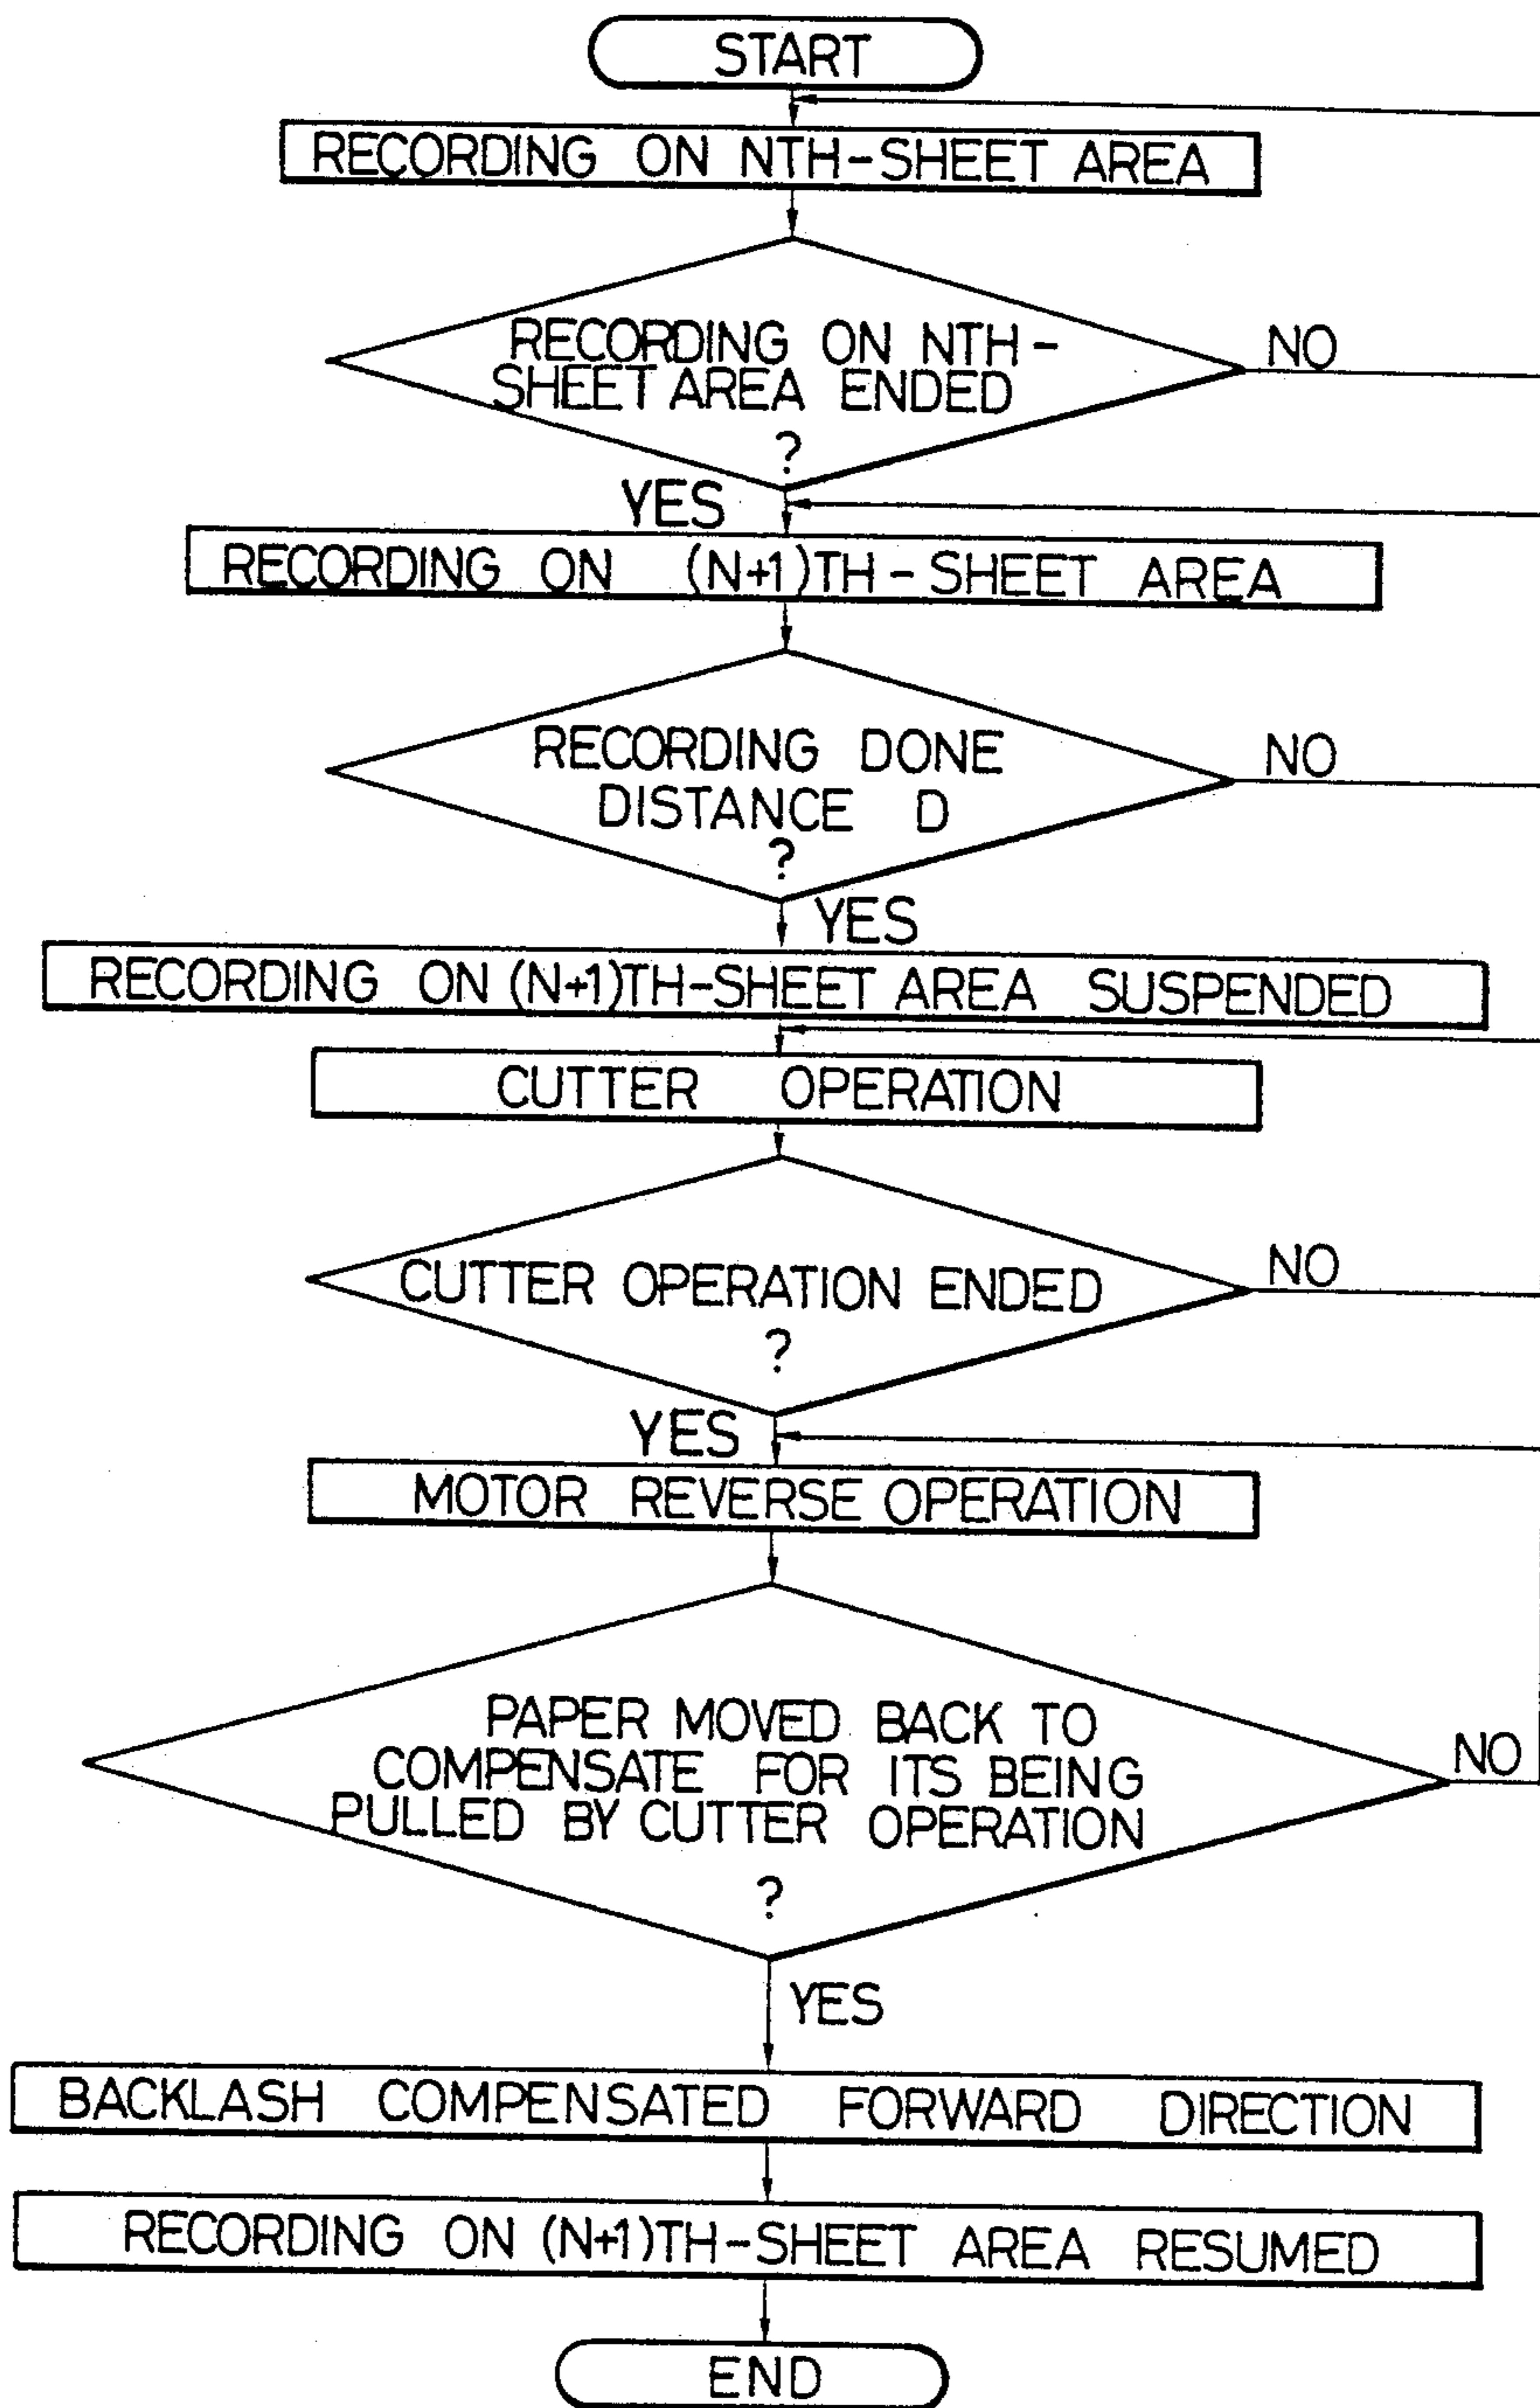 START
RECORDING ON NTH-SHEET AREA
RECORDING ON NTH-
SHEET AREA ENDED
?
NO
YES
RECORDING ON (N+1)TH-SHEET AREA
RECORDING DONE
DISTANCE D
?
NO
YES
RECORDING ON (N+1)TH-SHEET AREA SUSPENDED
CUTTER OPERATION
CUTTER OPERATION ENDED
?
NO
YES
MOTOR REVERSE OPERATION
PAPER MOVED BACK TO
COMPENSATE FOR ITS BEING
PULLED BY CUTTER OPERATION
?
NO
YES
BACKLASH COMPENSATED FORWARD DIRECTION
RECORDING ON (N+1)TH-SHEET AREA RESUMED
END